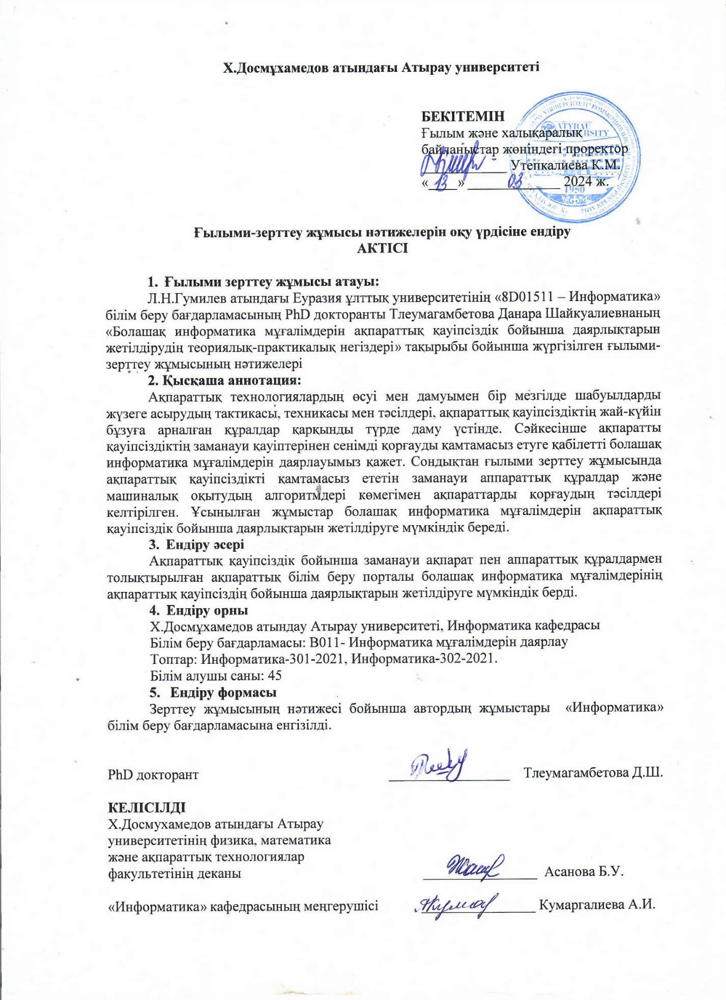 Х.Досмұхамедов атындағы Атырау университеті
БЕКІТЕМІН
Ғылым және халықаралық
байланыстар жөніндегі проректор
Утепкалиева К.М.
«13» 03 2024 ж.
ATYRAU
UNIVERSITY
1950
Ғылыми-зерттеу жұмысы нәтижелерін оқу үрдісіне ендіру
АКТІСІ
1. Ғылыми зерттеу жұмысы атауы:
Л.Н.Гумилев атындағы Еуразия ұлттық университетінің «8D01511 – Информатика»
білім беру бағдарламасының PhD докторанты Тлеумагамбетова Данара Шайкуалиевнаның
«Болашақ информатика мұғалімдерін ақпараттық қауіпсіздік бойынша даярлықтарын
жетілдірудің теориялық-практикалық негіздері» тақырыбы бойынша жүргізілген ғылыми-
зерттеу жұмысының нәтижелері
2. Қысқаша аннотация:
Ақпараттық технологиялардың өсуі мен дамуымен бір мезгілде шабуылдарды
жүзеге асырудың тактикасы, техникасы мен тәсілдері, ақпараттық қауіпсіздіктің жай-күйін
бұзуға арналған құралдар қарқынды түрде даму үстінде. Сәйкесінше ақпаратты
қауіпсіздіктің заманауи қауіптерінен сенімді қорғауды қамтамасыз етуге қабілетті болашақ
информатика мұғалімдерін даярлауымыз қажет. Сондықтан ғылыми зерттеу жұмысында
ақпараттық қауіпсіздікті қамтамасыз ететін заманауи аппараттық құралдар және
машиналық оқытудың алгоритмдері көмегімен ақпараттарды қорғаудың тәсілдері
келтірілген. Ұсынылған жұмыстар болашақ информатика мұғалімдерін ақпараттық
қауіпсіздік бойынша даярлықтарын жетілдіруге мүмкіндік береді.
3. Ендіру әсері
Ақпараттық қауіпсіздік бойынша заманауи ақпарат пен аппараттық құралдармен
толықтырылған ақпараттық білім беру порталы болашақ информатика мұғалімдерінің
ақпараттық қауіпсіздің бойынша даярлықтарын жетілдіруге мүмкіндік берді.
4. Ендіру орны
Х.Досмұхамедов атындау Атырау университеті, Информатика кафедрасы
Білім беру бағдарламасы: В011- Информатика мұғалімдерін даярлау
Топтар: Информатика-301-2021, Информатика-302-2021.
Білім алушы саны: 45
5. Ендіру формасы
Зерттеу жұмысының нәтижесі бойынша автордың жұмыстары «Информатика»
білім беру бағдарламасына енгізілді.
PhD докторант Тлеумагамбетова Д.Ш.
КЕЛІСІЛДІ
Х.Досмухамедов атындағы Атырау
университетінің физика, математика
және ақпараттық технологиялар
факультетінің деканы Асанова Б.У.
«Информатика» кафедрасының меңгерушісі Кумаргалиева А.И.